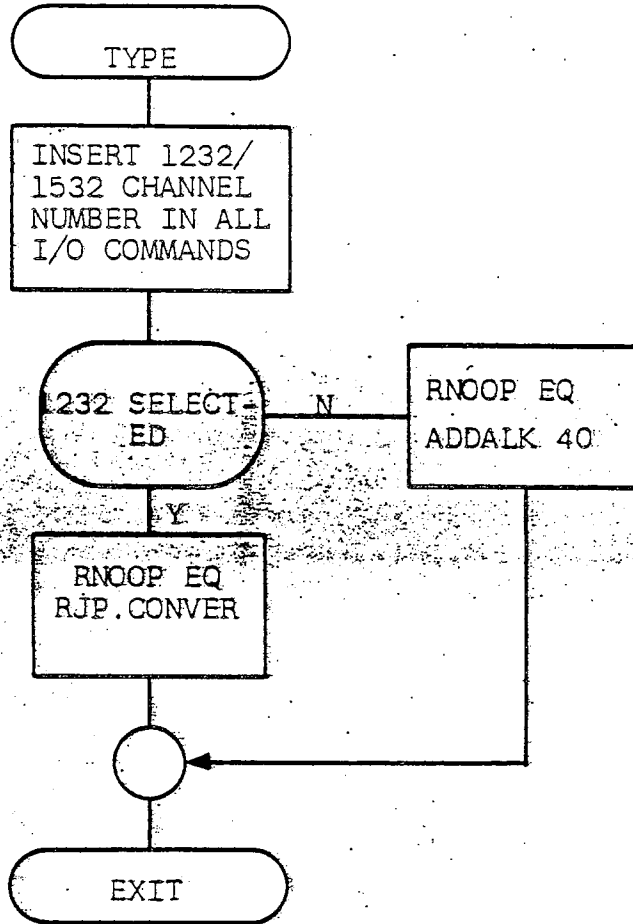 TYPE
INSERT 1232/
1532 CHANNEL
NUMBER IN ALL
I/O COMMANDS
1232 SELECT-
ED
N
RNOOP EQ
ADDALK 40
Y
RNOOP EQ
RJP.CONVER
EXIT